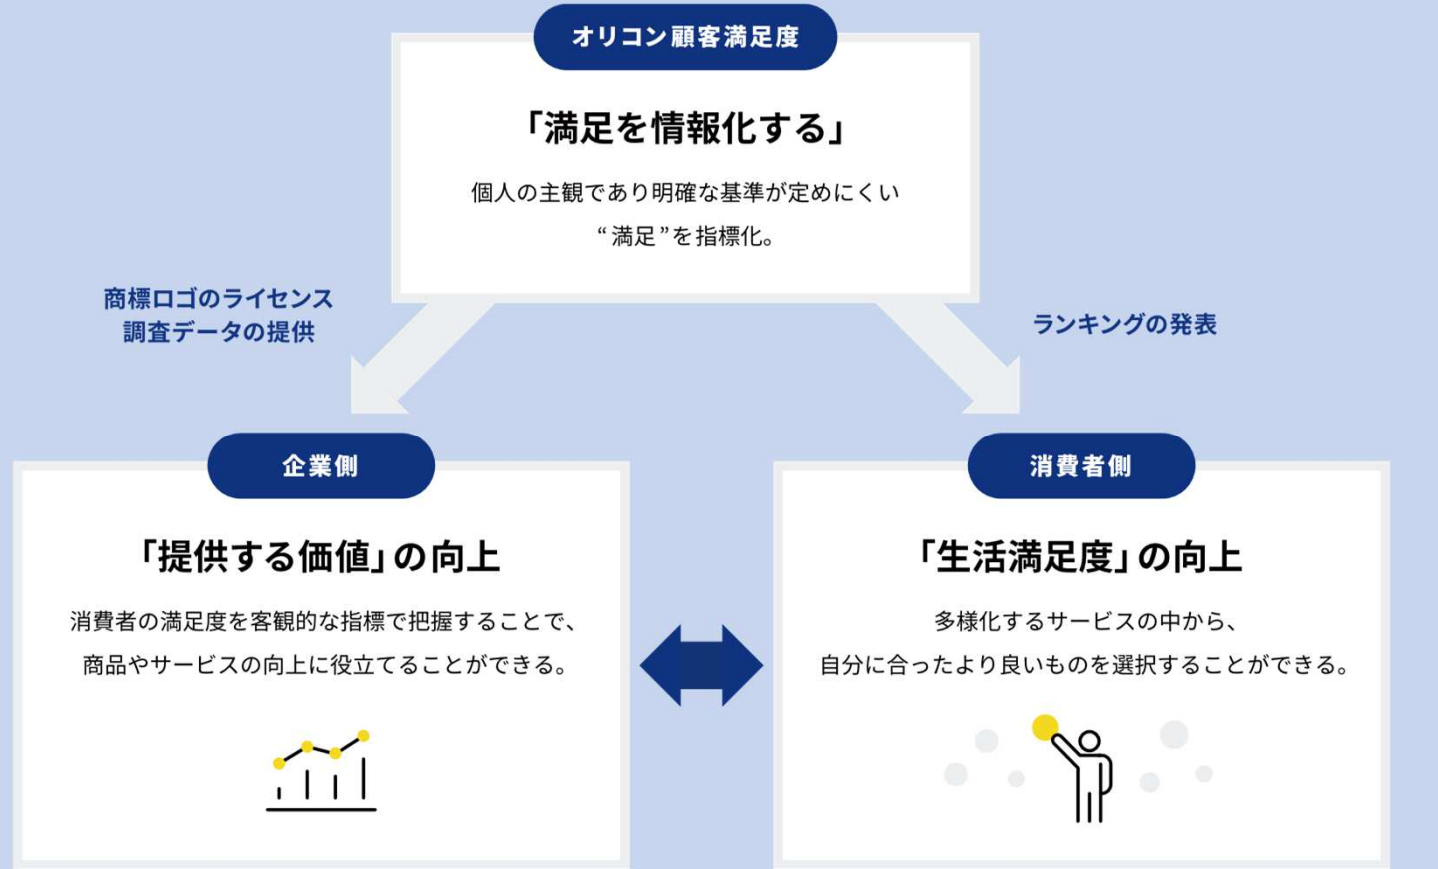 オリコン顧客満足度
「満足を情報化する」
個人の主観であり明確な基準が定めにくい
“満足”を指標化。
商標ロゴのライセンス
調査データの提供
ランキングの発表
企業側
「提供する価値」の向上
消費者の満足度を客観的な指標で把握することで、
商品やサービスの向上に役立てることができる。
消費者側
「生活満足度」の向上
多様化するサービスの中から、
自分に合ったより良いものを選択することができる。